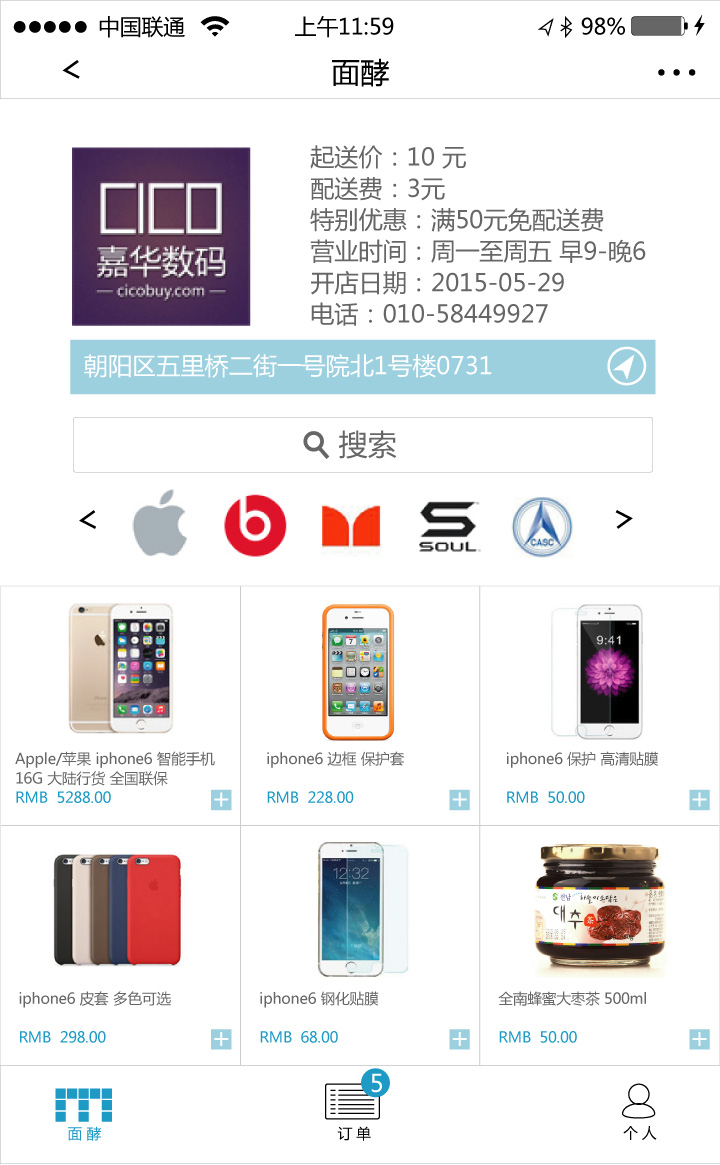 中国联通
上午11:59
98%
<
面酵
CICO
嘉华数码
— cicobuy.com —
起送价：10 元
配送费：3元
特别优惠：满50元免配送费
营业时间：周一至周五 早9-晚6
开店日期：2015-05-29
电话：010-58449927
朝阳区五里桥二街一号院北1号楼0731
搜索
<
b
SOUL
CASC
>
9:41
Apple/苹果 iphone6 智能手机
16G 大陆行货 全国联保
RMB 5288.00
iphone6 边框 保护套
RMB 228.00
iphone6 保护 高清贴膜
RMB 50.00
12:32
대추
iphone6 皮套 多色可选
RMB 298.00
iphone6 钢化贴膜
RMB 68.00
全南蜂蜜大枣茶 500ml
RMB 50.00
面酵
5
订单
个人